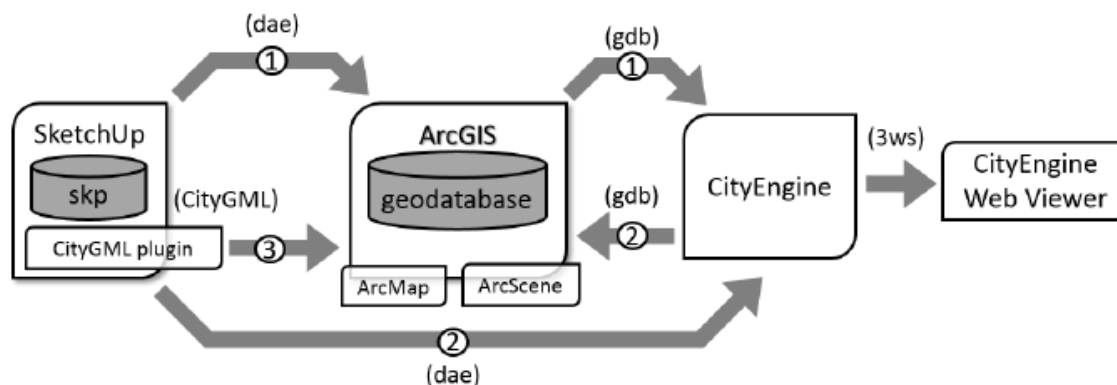 (dae)
1
(gdb)
1
SketchUp
skp
(CityGML)
CityGML plugin
3
ArcGIS
geodatabase
ArcMap
ArcScene
(gdb)
2
CityEngine
(3ws)
CityEngine
Web Viewer
2
(dae)